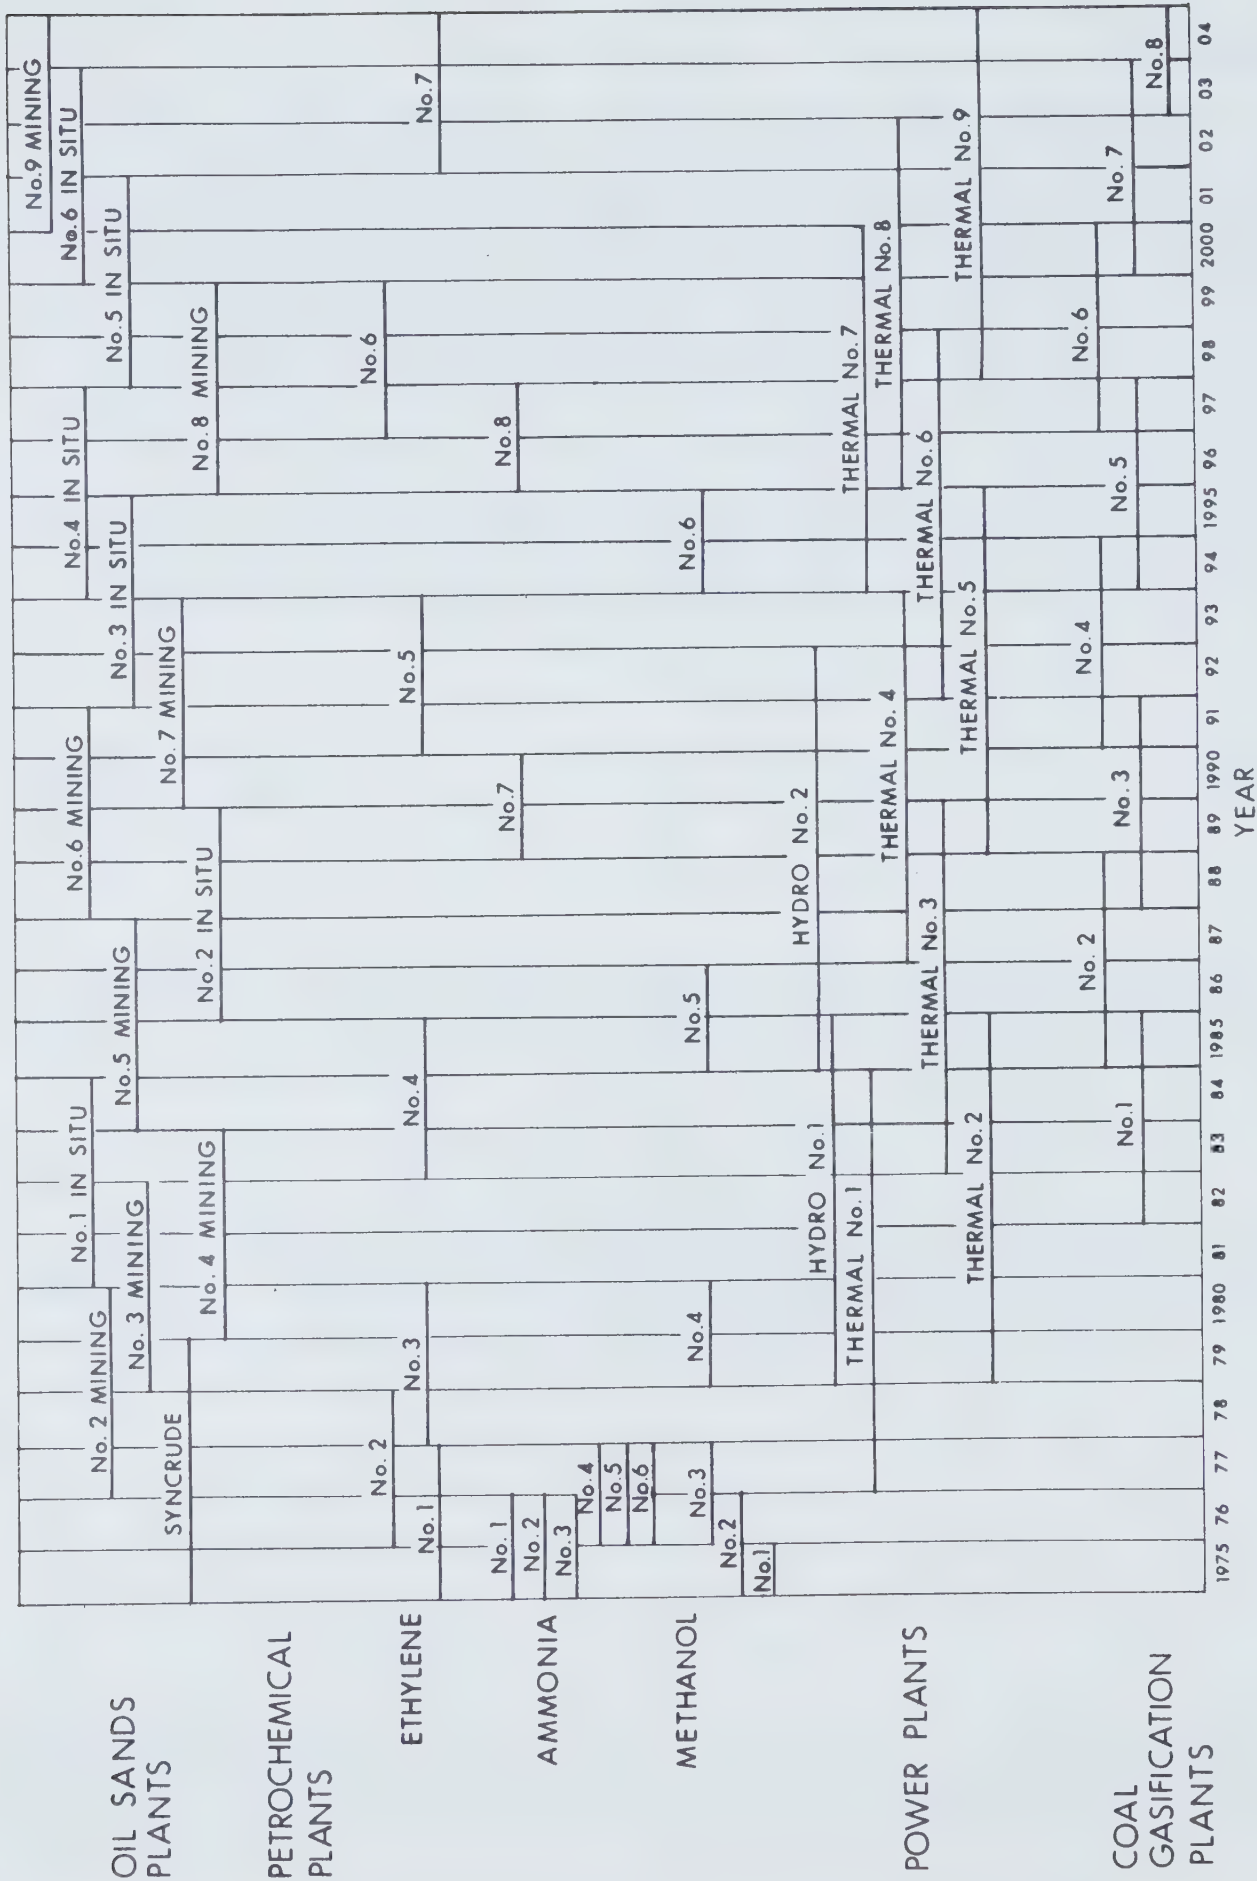 OIL SANDS
PLANTS
SYNCRUDE
No. 2 MINING
No. 3 MINING
No.1 IN SITU
No.4 MINING
No.5 MINING
No.2 IN SITU
No.6 MINING
No.7 MINING
No.3 IN SITU
No.4 IN SITU
No.8 MINING
No.5 IN SITU
No.6 IN SITU
No.9 MINING
PETROCHEMICAL
PLANTS
ETHYLENE
No.1
No.2
No.3
No.4
No.5
No.6
No.7
AMMONIA
No.1
No.2
No.3
No.4
No.5
No.6
No.7
No.8
METHANOL
No.1
No.2
No.3
No.4
No.5
No.6
POWER PLANTS
HYDRO No.1
THERMAL No.1
THERMAL No.2
THERMAL No.3
HYDRO No. 2
THERMAL No. 4
THERMAL No.5
THERMAL No.6
THERMAL No.7
THERMAL No.8
THERMAL No.9
COAL
GASIFICATION
PLANTS
No.1
No.2
No.3
No.4
No.5
No.6
No.7
No.8
1975 76 77 78 79 1980 81 82 83 84 1985 86 87 88 89 1990 91 92 93 94 1995 96 97 98 99 2000 01 02 03 04
YEAR